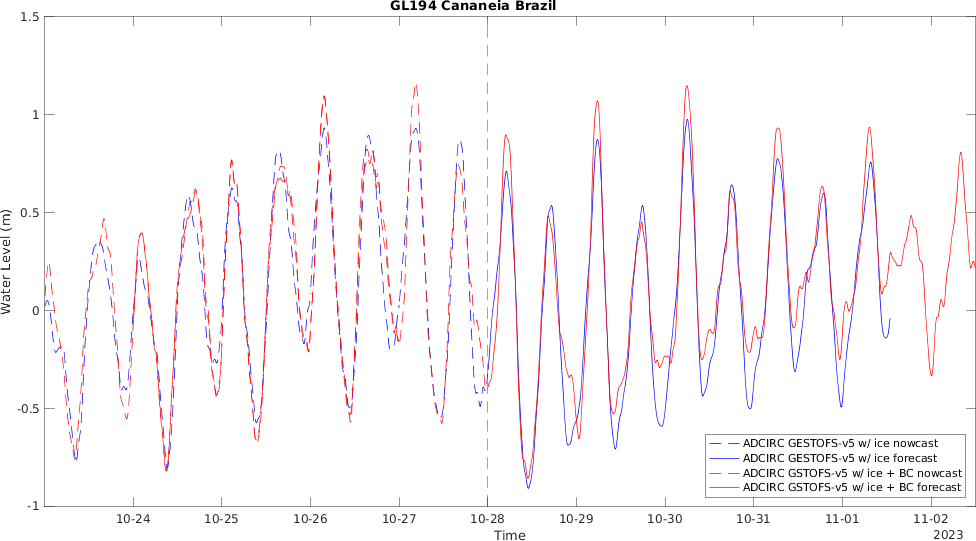 GL194 Cananeia Brazil
1.5
1
0.5
0
-0.5
-1
Water Level (m)
10-24 10-25 10-26 10-27 10-28 10-29 10-30 10-31 11-01 11-02
Time
2023
ADCIRC GESTOFS-v5 w/ ice nowcast
ADCIRC GESTOFS-v5 w/ ice forecast
ADCIRC GSTOFS-v5 w/ ice + BC nowcast
ADCIRC GSTOFS-v5 w/ ice + BC forecast